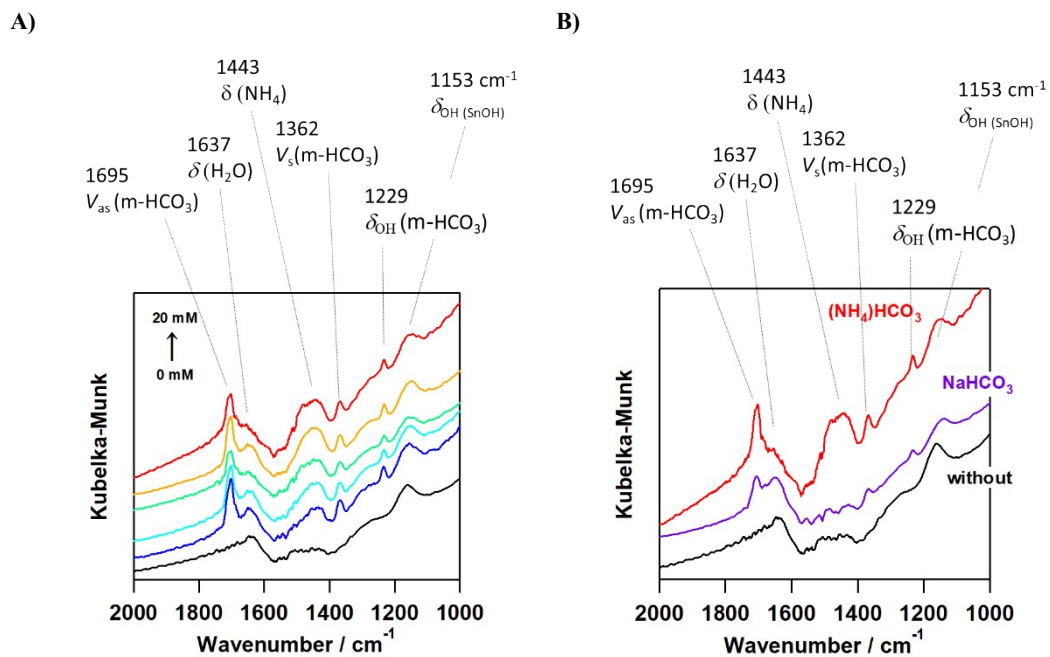 A)
1443
δ (NH₄)
1153 cm⁻¹
δOH (SnOH)
1637
δ (H₂O)
1362
Vs(m-HCO₃)
1695
Vas (m-HCO₃)
1229
δOH (m-HCO₃)
20 mM
0 mM
Kubelka-Munk
2000 1800 1600 1400 1200 1000
Wavenumber / cm⁻¹
B)
1443
δ (NH₄)
1153 cm⁻¹
δOH (SnOH)
1637
δ (H₂O)
1362
Vs(m-HCO₃)
1695
Vas (m-HCO₃)
1229
δOH (m-HCO₃)
(NH₄)HCO₃
NaHCO₃
without
Kubelka-Munk
2000 1800 1600 1400 1200 1000
Wavenumber / cm⁻¹